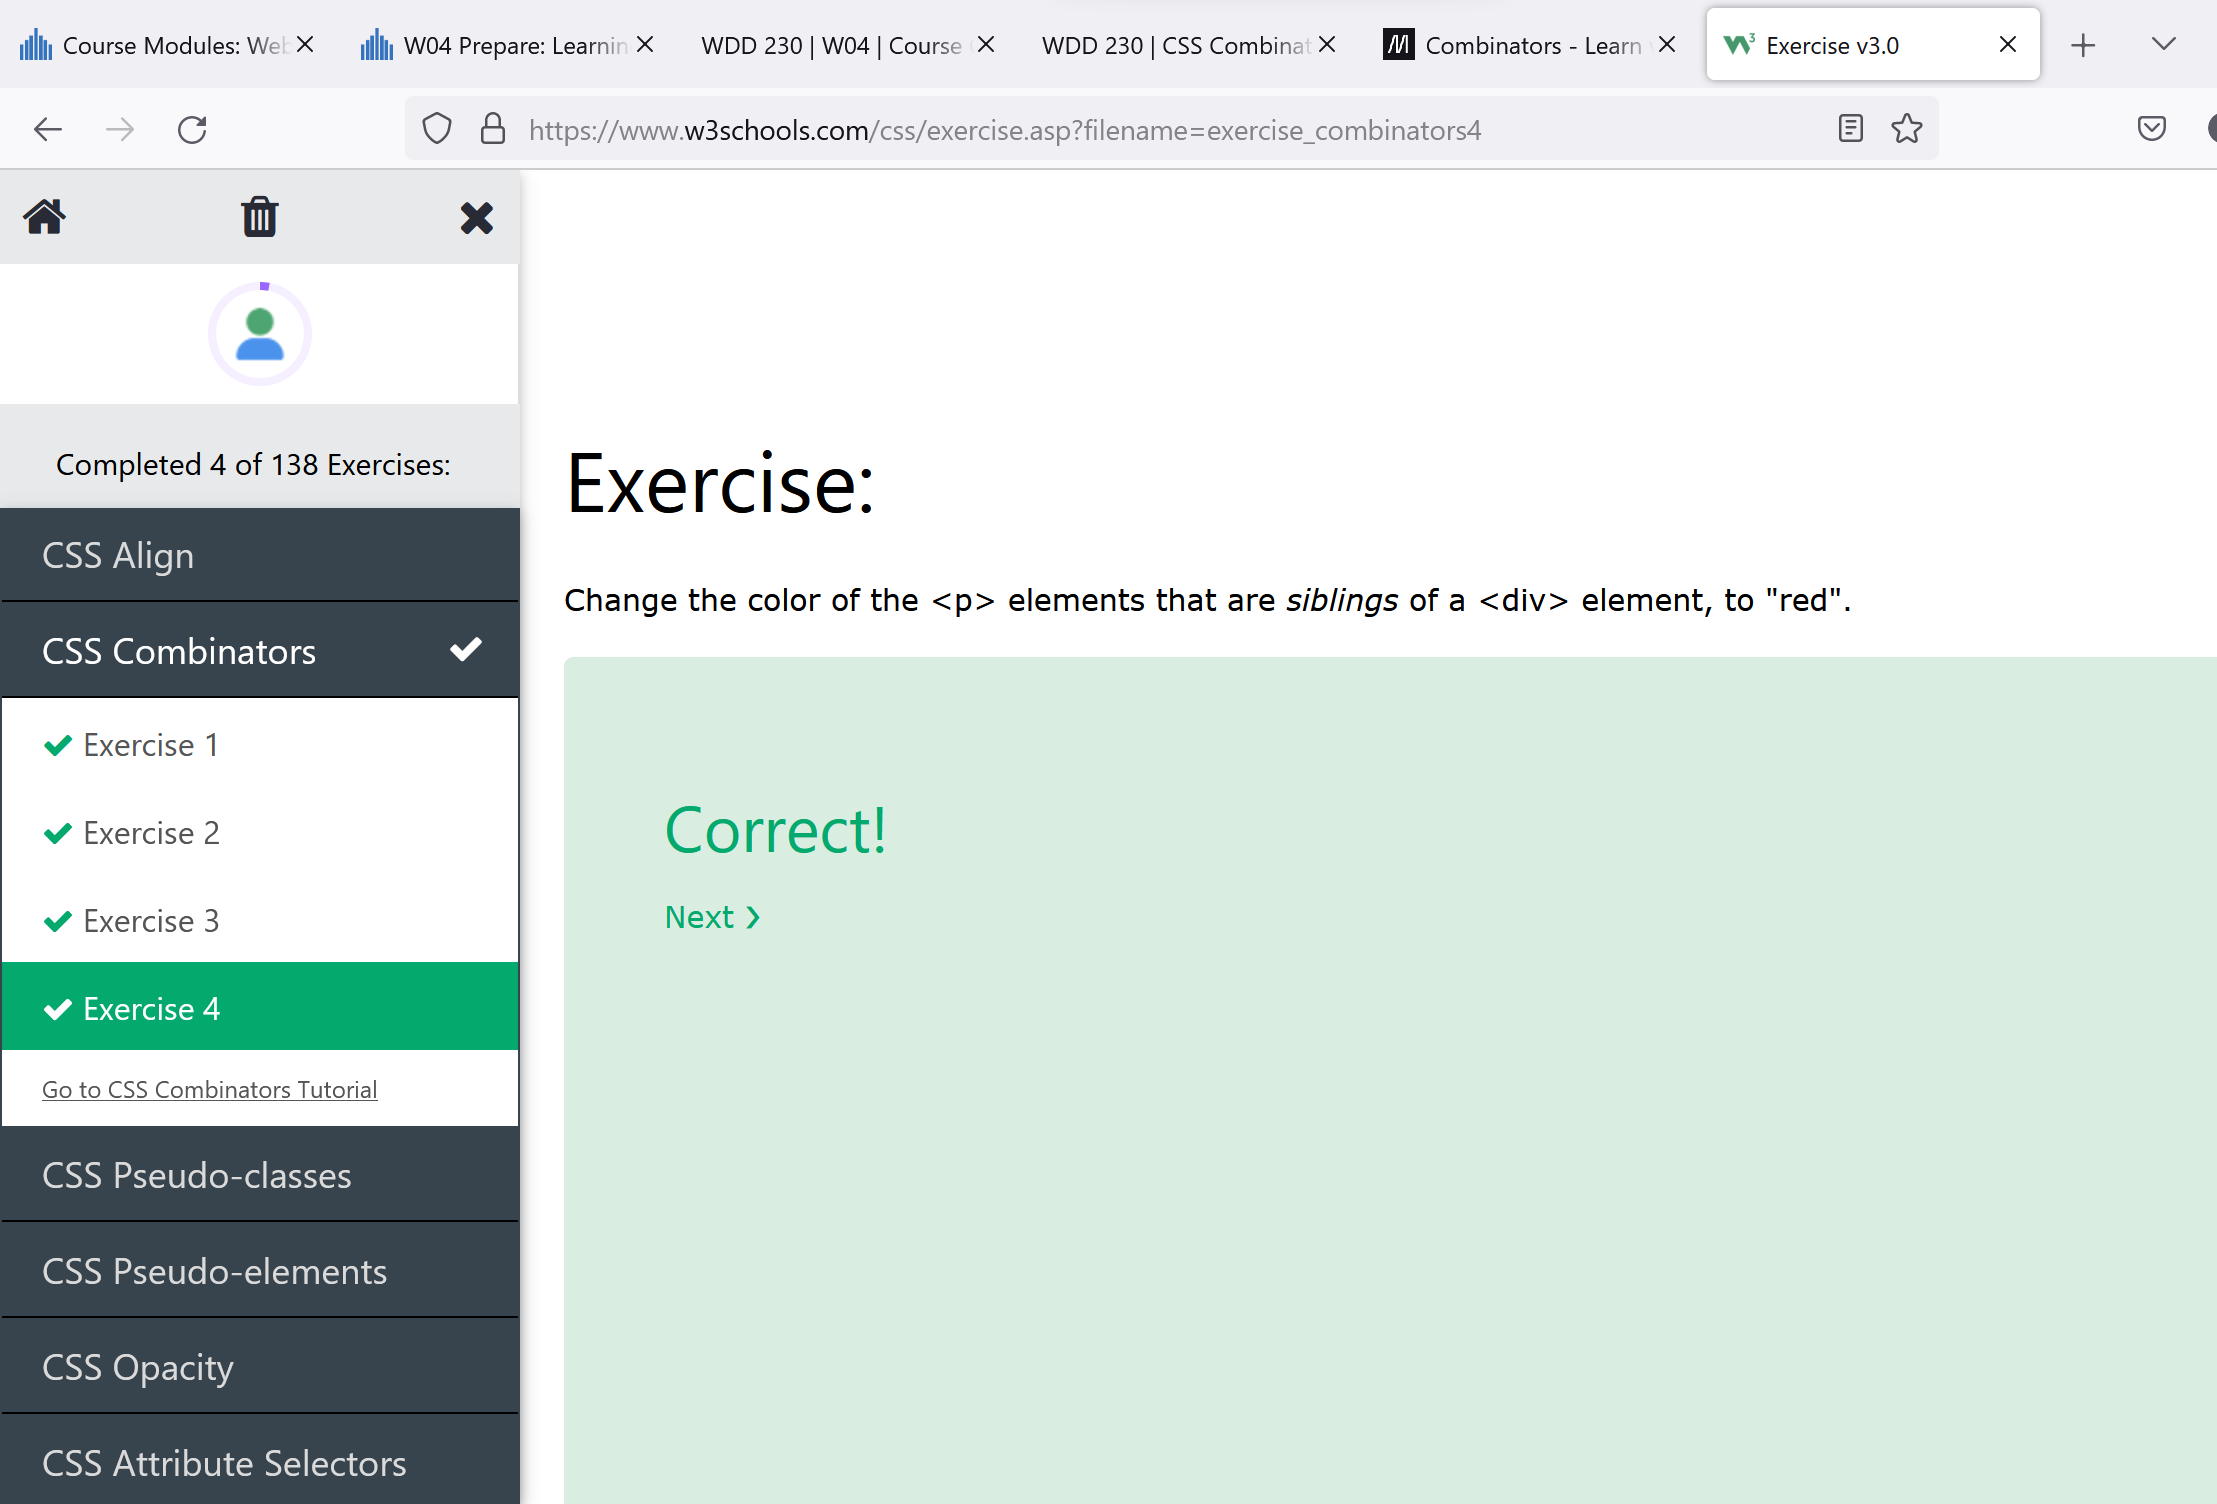 Course Modules: Web
W04 Prepare: Learnin
WDD 230 | W04 | Course
WDD 230 | CSS Combinat
Combinators - Learn
Exercise v3.0
https://www.w3schools.com/css/exercise.asp?filename=exercise_combinators4
Completed 4 of 138 Exercises:
CSS Align
CSS Combinators
Exercise 1
Exercise 2
Exercise 3
Exercise 4
Go to CSS Combinators Tutorial
CSS Pseudo-classes
CSS Pseudo-elements
CSS Opacity
CSS Attribute Selectors
Exercise:
Change the color of the <p> elements that are siblings of a <div> element, to "red".
Correct!
Next ❯